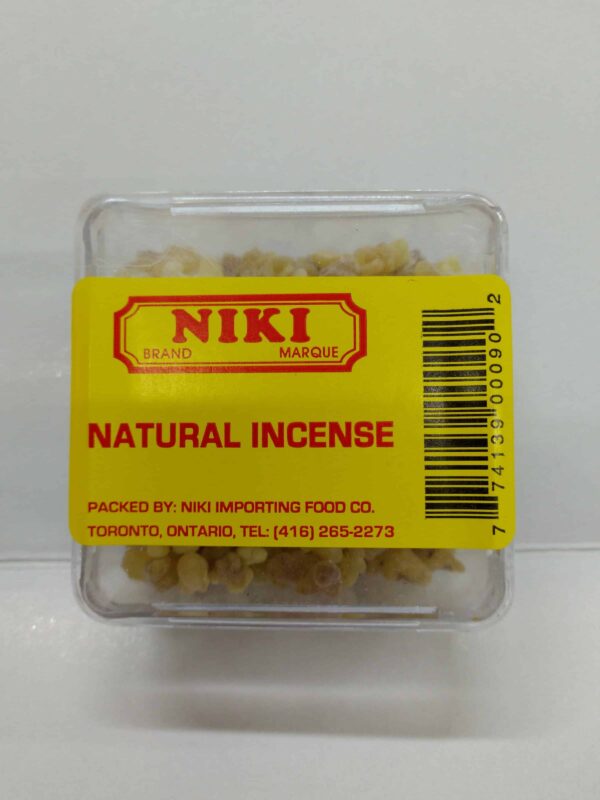 NIKI
BRAND MARQUE
NATURAL INCENSE
PACKED BY: NIKI IMPORTING FOOD CO.
TORONTO, ONTARIO, TEL: (416) 265-2273
7 74139 00090 2